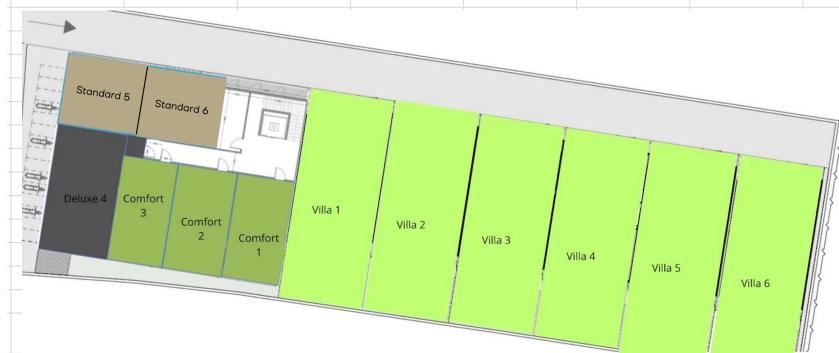 Standard 5
Standard 6
Deluxe 4
Comfort
3
Comfort
2
Comfort
1
Villa 1
Villa 2
Villa 3
Villa 4
Villa 5
Villa 6